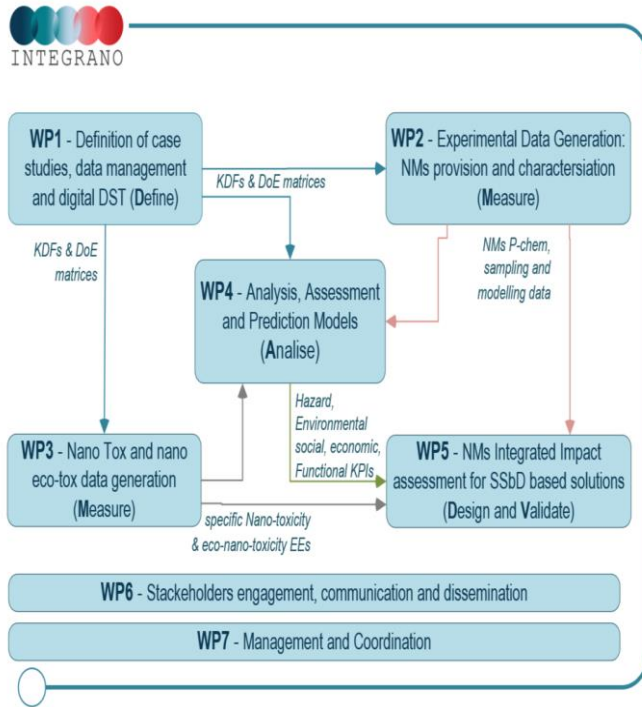 INTEGRANO
WP1 - Definition of case
studies, data management
and digital DST (Define)
WP2 - Experimental Data Generation:
NMs provision and charactersiation
(Measure)
KDFs & DoE matrices
KDFs & DoE
matrices
NMs P-chem,
sampling and
modelling data
WP4 - Analysis, Assessment
and Prediction Models
(Analise)
Hazard,
Environmental
social, economic,
Functional KPIs
WP3 - Nano Tox and nano
eco-tox data generation
(Measure)
WP5 - NMs Integrated Impact
assessment for SSbD based solutions
(Design and Validate)
specific Nano-toxicity
& eco-nano-toxicity EEs
WP6 - Stackeholders engagement, communication and dissemination
WP7 - Management and Coordination